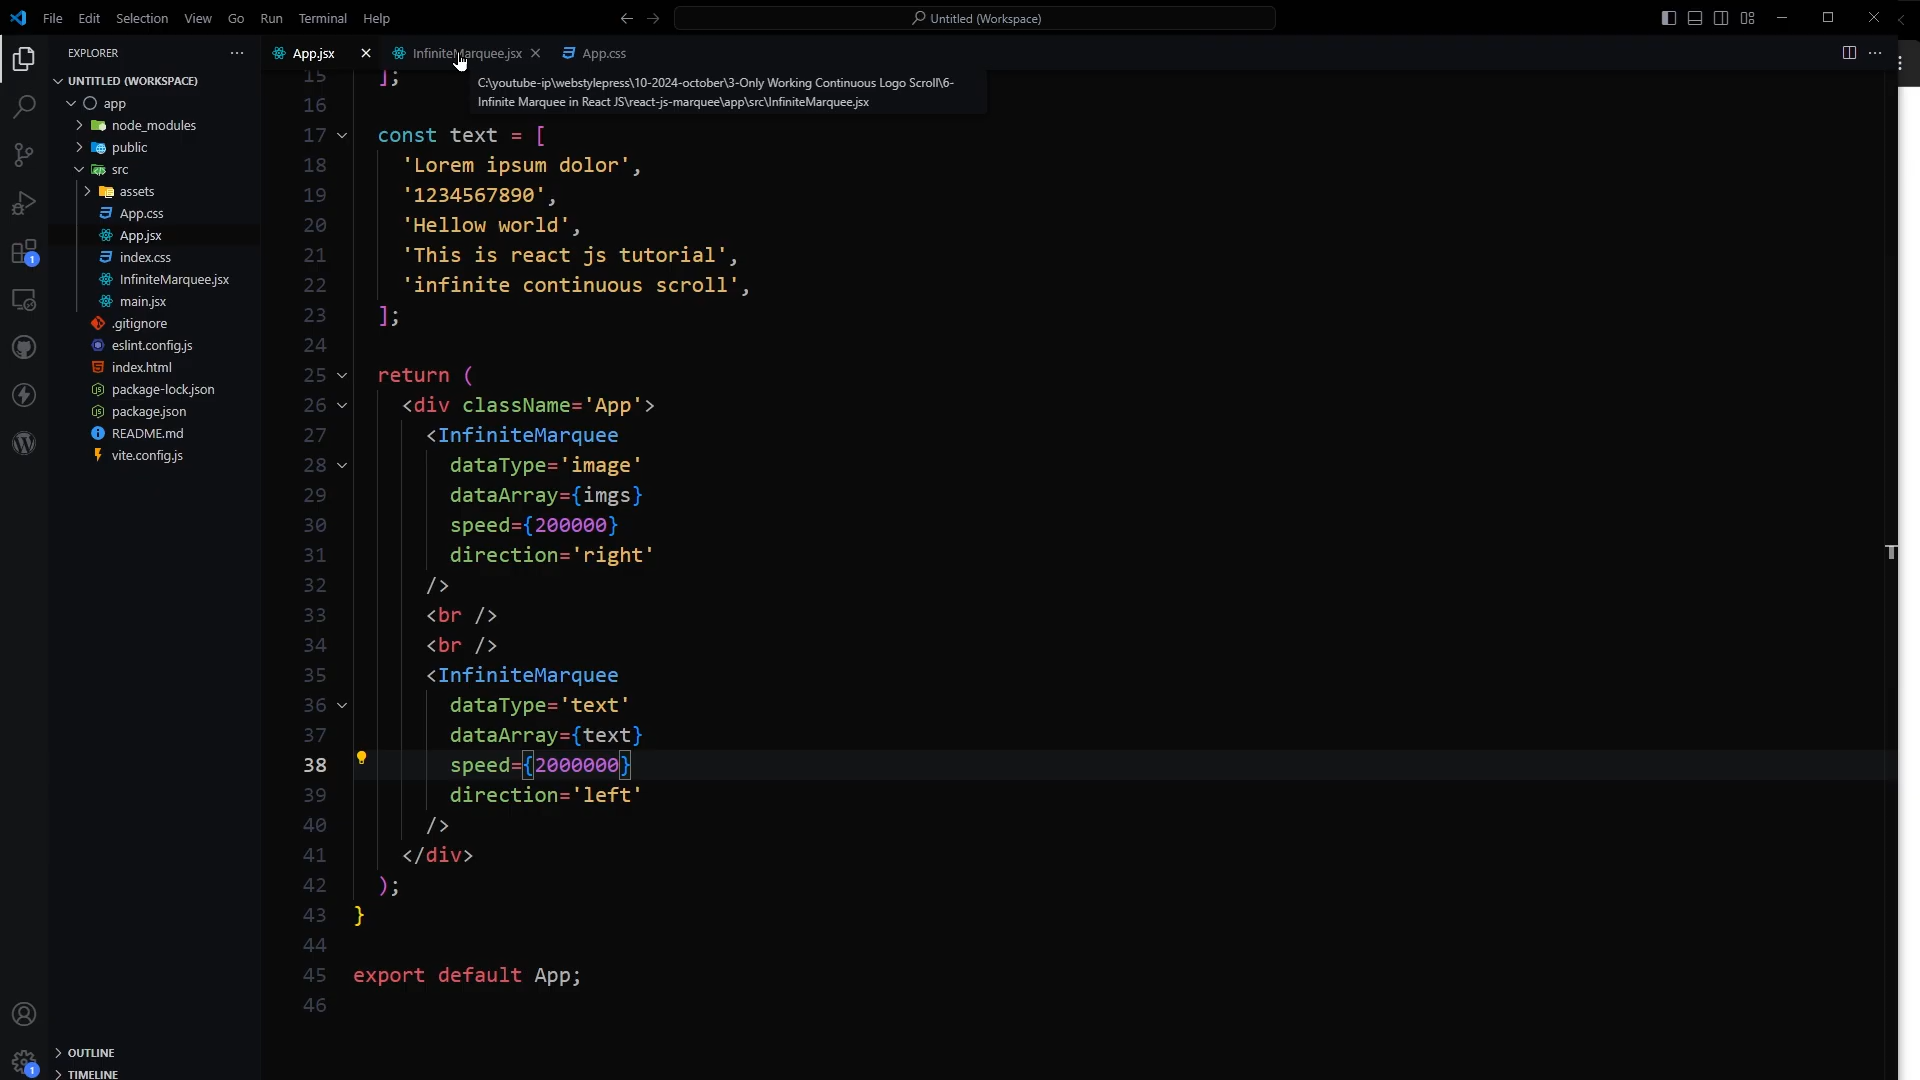 File Edit Selection View Go Run Terminal Help
Untitled (Workspace)
EXPLORER
App.jsx
InfiniteMarquee.jsx
App.css
C:\youtube-ip\webstylepress\10-2024-october\3-Only Working Continuous Logo Scroll\6-
Infinite Marquee in React JS\react-js-marquee\app\src\InfiniteMarquee.jsx
UNTITLED (WORKSPACE)
app
node_modules
public
src
assets
App.css
App.jsx
index.css
InfiniteMarquee.jsx
main.jsx
.gitignore
eslint.config.js
index.html
package-lock.json
package.json
README.md
vite.config.js
OUTLINE
TIMELINE
1
1
15 ];
16
17 const text = [
18 'Lorem ipsum dolor',
19 '1234567890',
20 'Hellow world',
21 'This is react js tutorial',
22 'infinite continuous scroll',
23 ];
24
25 return (
26 <div className='App'>
27 <InfiniteMarquee
28 dataType='image'
29 dataArray={imgs}
30 speed={200000}
31 direction='right'
32 />
33 <br />
34 <br />
35 <InfiniteMarquee
36 dataType='text'
37 dataArray={text}
38 speed={2000000}
39 direction='left'
40 />
41 </div>
42 );
43 }
44
45 export default App;
46